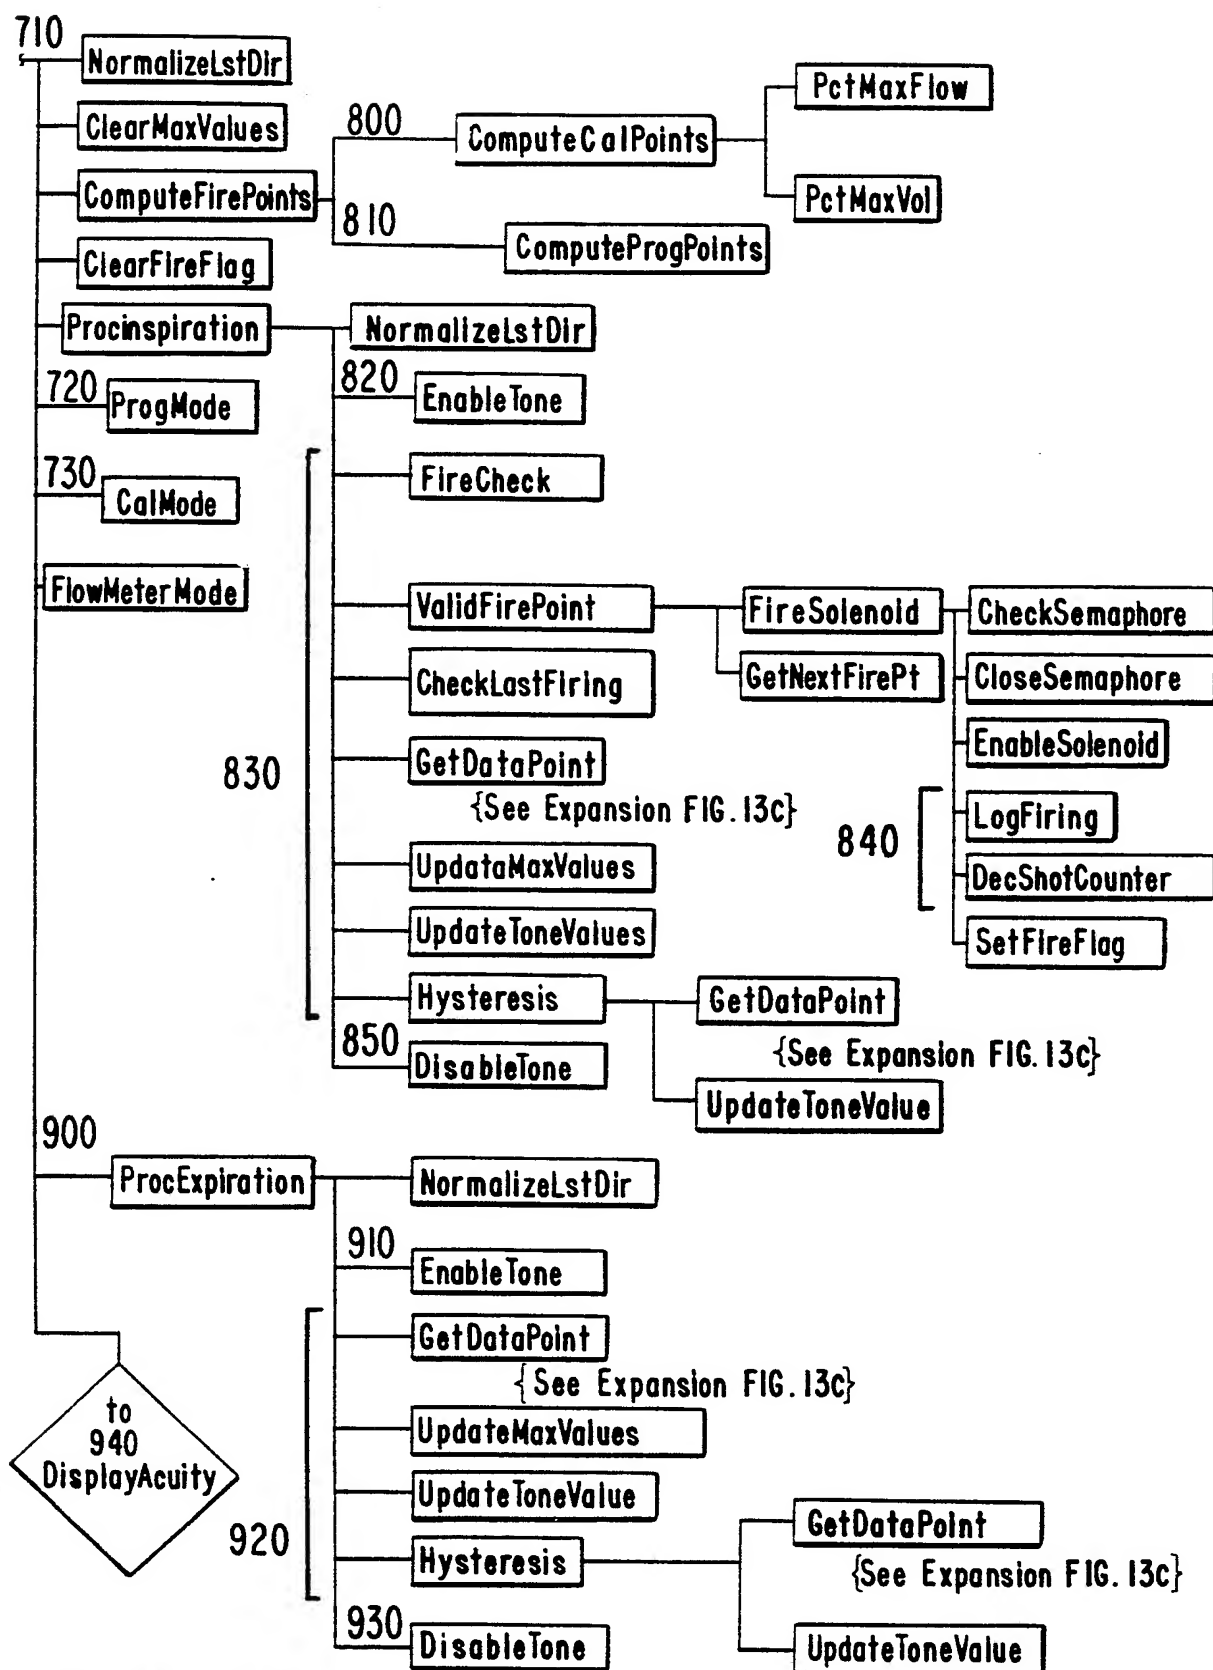 710
NormalizeLstDir
ClearMaxValues
ComputeFirePoints
800
ComputeCalPoints
PctMaxFlow
PctMaxVol
810
ComputeProgPoints
ClearFireFlag
Procinspiration
NormalizeLstDir
720
ProgMode
820
EnableTone
730
CalMode
FireCheck
FlowMeterMode
ValidFirePoint
FireSolenoid
CheckSemaphore
GetNextFirePt
CloseSemaphore
CheckLastFiring
EnableSolenoid
830
GetDataPoint
{See Expansion FIG.13c}
840
LogFiring
DecShotCounter
UpdataMaxValues
UpdateToneValues
SetFireFlag
Hysteresis
GetDataPoint
{See Expansion FIG.13c}
850
DisableTone
UpdateToneValue
900
ProcExpiration
NormalizeLstDir
910
EnableTone
GetDataPoint
{See Expansion FIG.13c}
to
940
DisplayAcuity
UpdateMaxValues
UpdateToneValue
920
Hysteresis
GetDataPoint
{See Expansion FIG.13c}
930
DisableTone
UpdateToneValue